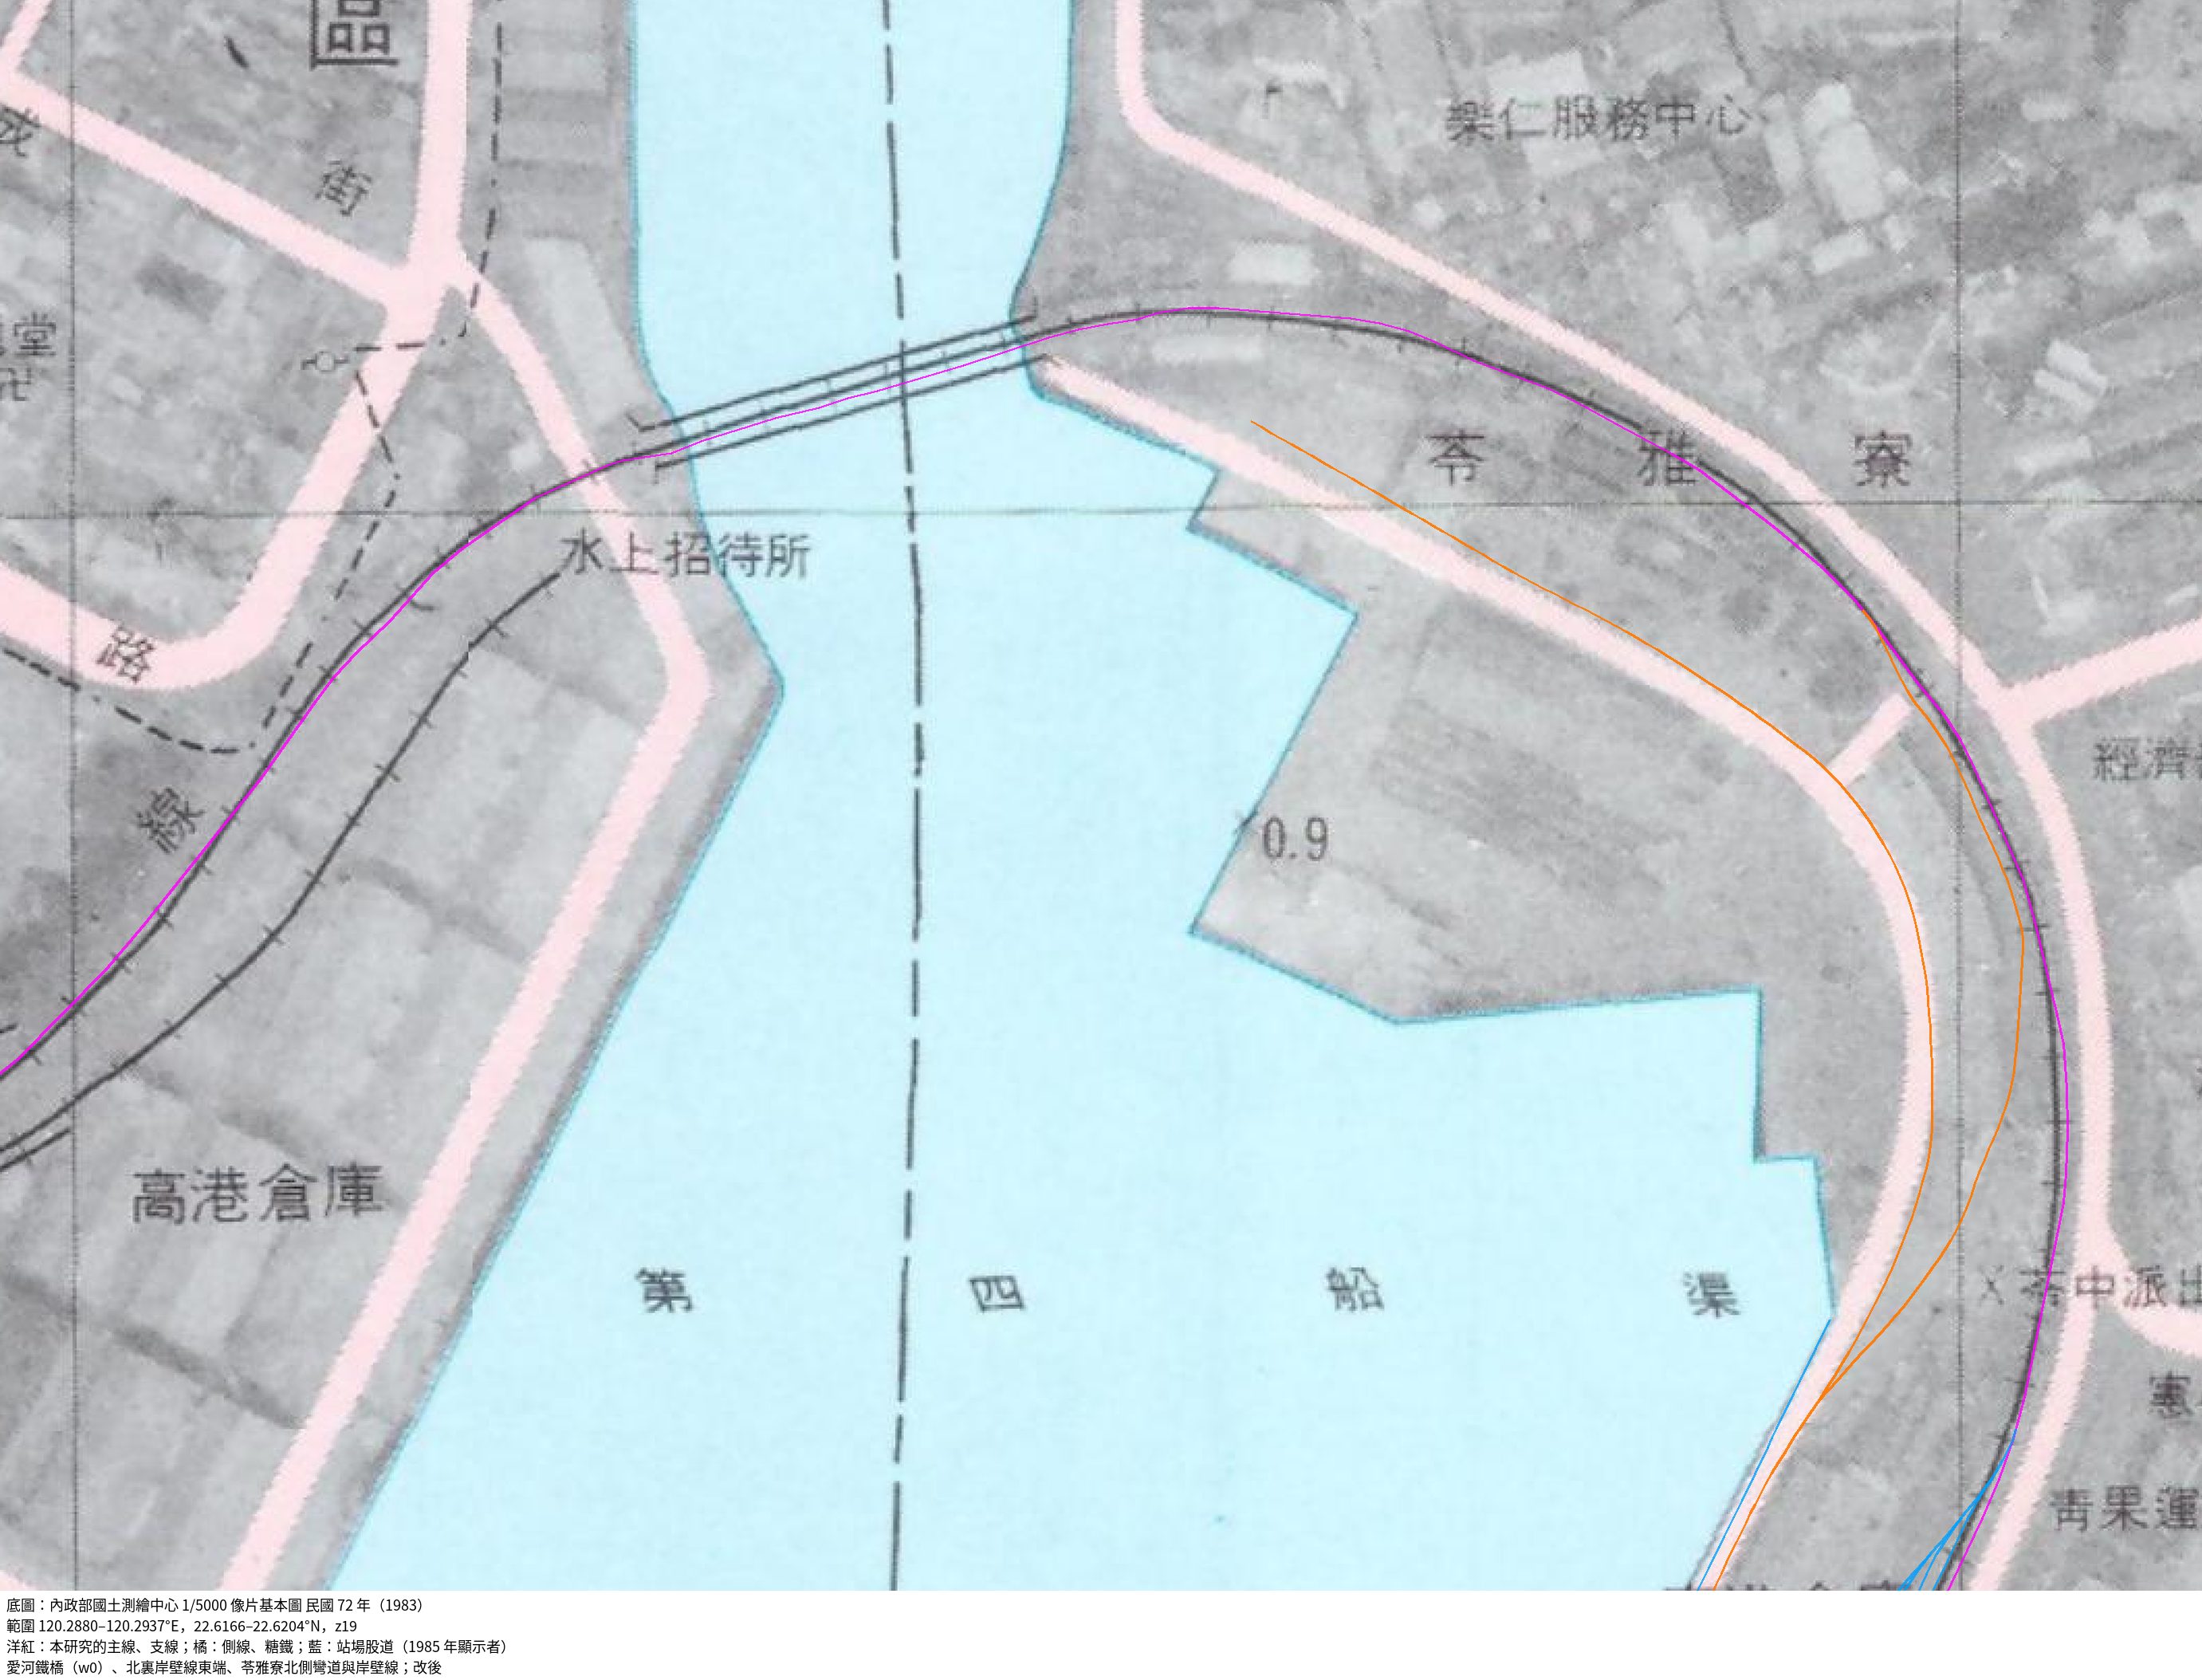 區
街
樂仁服務中心
堂
卍
苓雅寮
水上招待所
路
經濟
線
0.9
高港倉庫
第四船渠
苓中派出
憲
青果運
底圖：內政部國土測繪中心 1/5000 像片基本圖 民國 72 年（1983）
範圍 120.2880–120.2937°E，22.6166–22.6204°N，z19
洋紅：本研究的主線、支線；橘：側線、糖鐵；藍：站場股道（1985 年顯示者）
愛河鐵橋（w0）、北裏岸壁線東端、苓雅寮北側彎道與岸壁線；改後